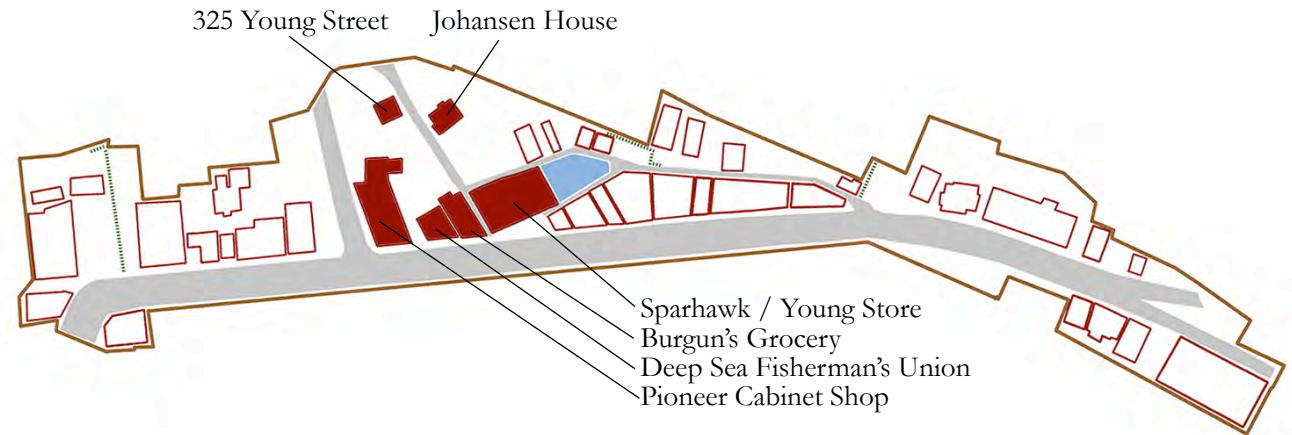 325 Young Street
Johansen House
Sparhawk / Young Store
Burgun's Grocery
Deep Sea Fisherman's Union
Pioneer Cabinet Shop